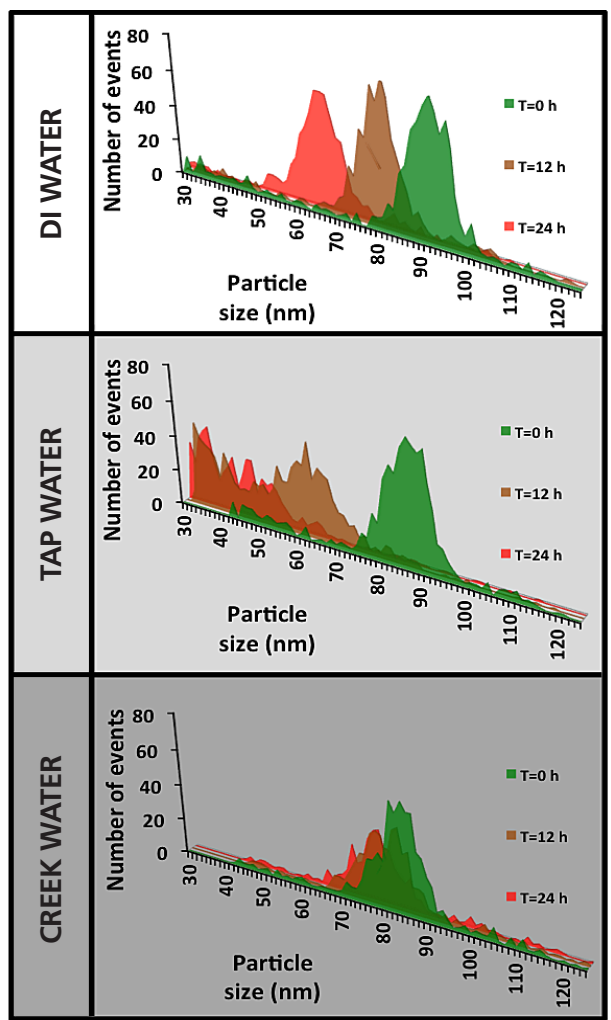 DI WATER
Number of events
80
60
40
20
0
30
40
50
60
70
80
90
100
110
120
Particle
size (nm)
T=0 h
T=12 h
T=24 h
TAP WATER
Number of events
80
60
40
20
0
30
40
50
60
70
80
90
100
110
120
Particle
size (nm)
T=0 h
T=12 h
T=24 h
CREEK WATER
Number of events
80
60
40
20
0
30
40
50
60
70
80
90
100
110
120
Particle
size (nm)
T=0 h
T=12 h
T=24 h